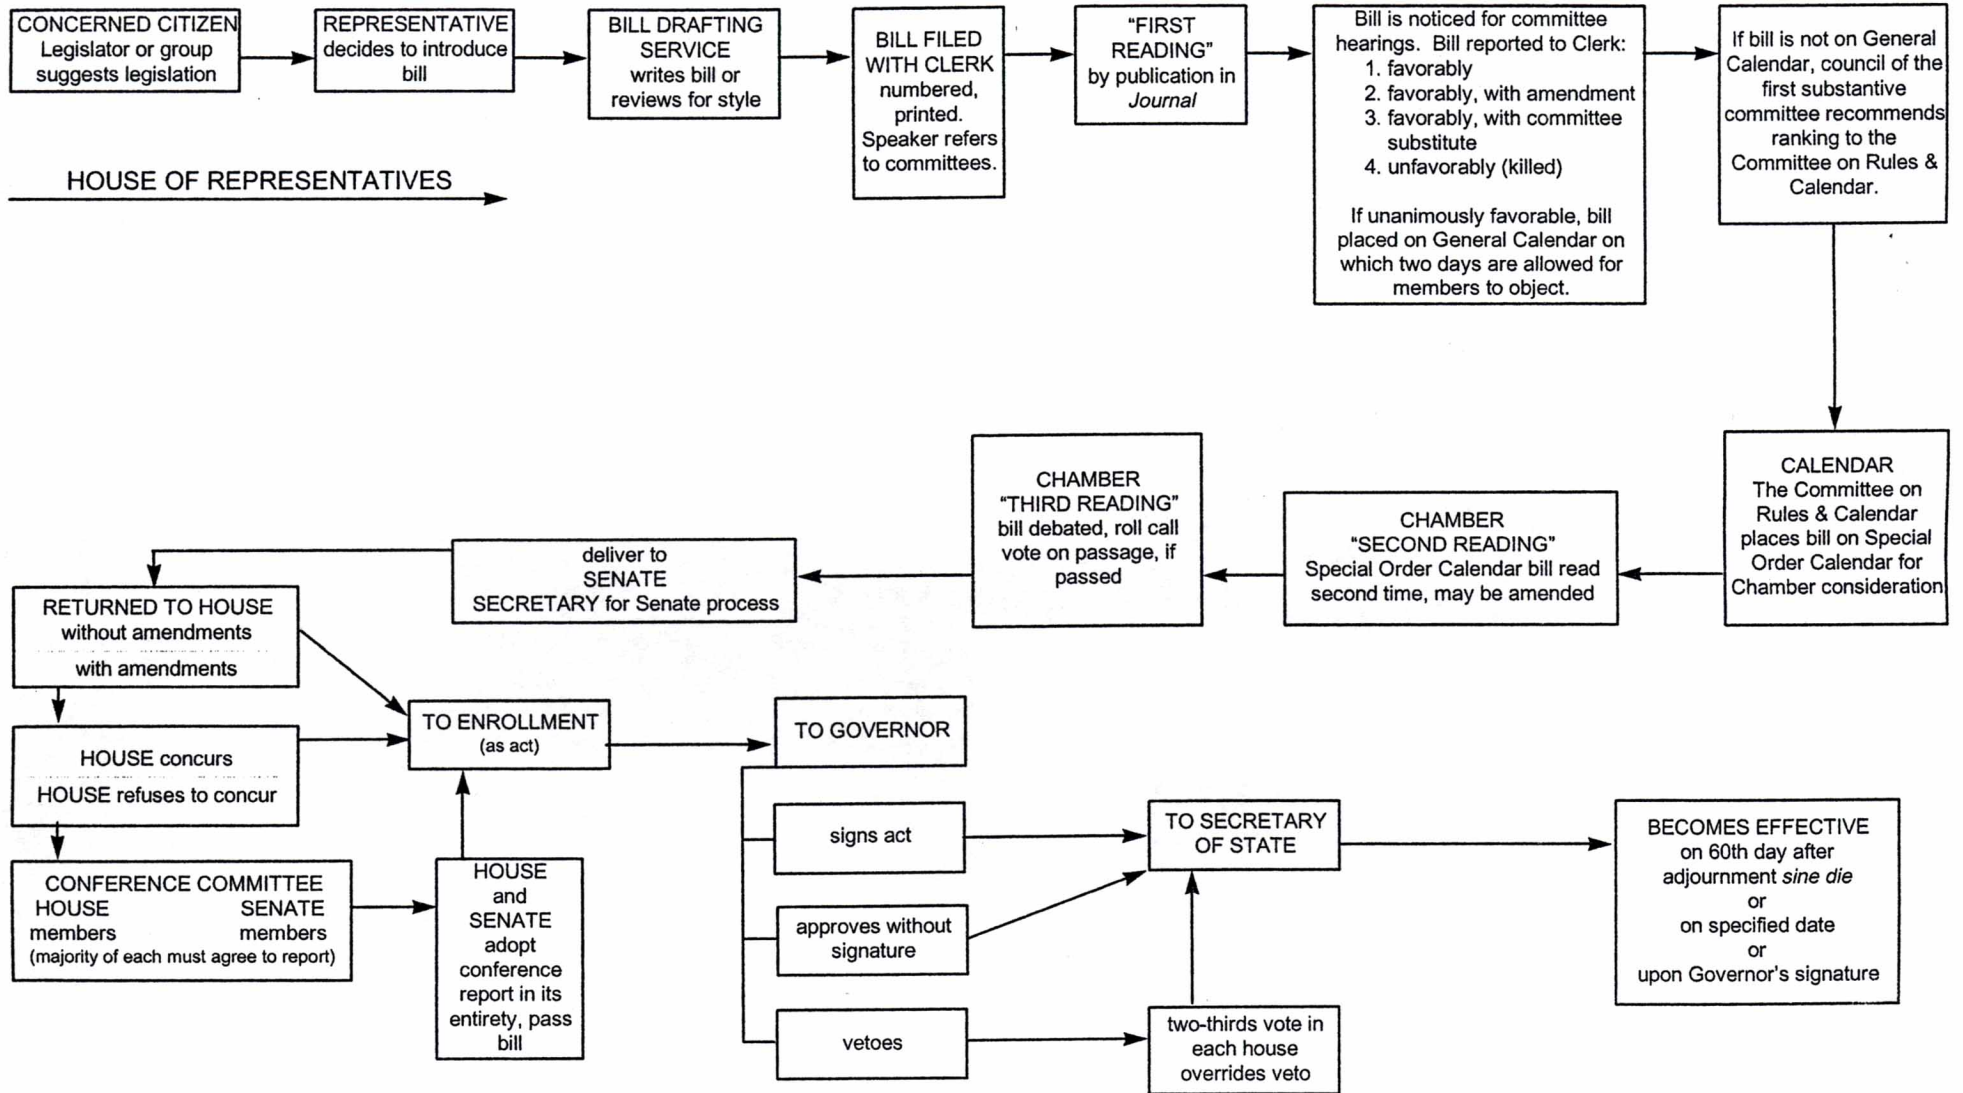 CONCERNED CITIZEN
Legislator or group
suggests legislation
REPRESENTATIVE
decides to introduce
bill
BILL DRAFTING
SERVICE
writes bill or
reviews for style
BILL FILED
WITH CLERK
numbered,
printed.
Speaker refers
to committees.
“FIRST
READING”
by publication in
Journal
Bill is noticed for committee
hearings. Bill reported to Clerk:
1. favorably
2. favorably, with amendment
3. favorably, with committee
substitute
4. unfavorably (killed)
If unanimously favorable, bill
placed on General Calendar on
which two days are allowed for
members to object.
If bill is not on General
Calendar, council of the
first substantive
committee recommends
ranking to the
Committee on Rules &
Calendar.
HOUSE OF REPRESENTATIVES
CALENDAR
The Committee on
Rules & Calendar
places bill on Special
Order Calendar for
Chamber consideration
CHAMBER
“SECOND READING”
Special Order Calendar bill read
second time, may be amended
CHAMBER
“THIRD READING”
bill debated, roll call
vote on passage, if
passed
deliver to
SENATE
SECRETARY for Senate process
RETURNED TO HOUSE
without amendments
with amendments
HOUSE concurs
HOUSE refuses to concur
CONFERENCE COMMITTEE
HOUSE SENATE
members members
(majority of each must agree to report)
HOUSE
and
SENATE
adopt
conference
report in its
entirety, pass
bill
TO ENROLLMENT
(as act)
TO GOVERNOR
signs act
approves without
signature
vetoes
two-thirds vote in
each house
overrides veto
TO SECRETARY
OF STATE
BECOMES EFFECTIVE
on 60th day after
adjournment sine die
or
on specified date
or
upon Governor’s signature